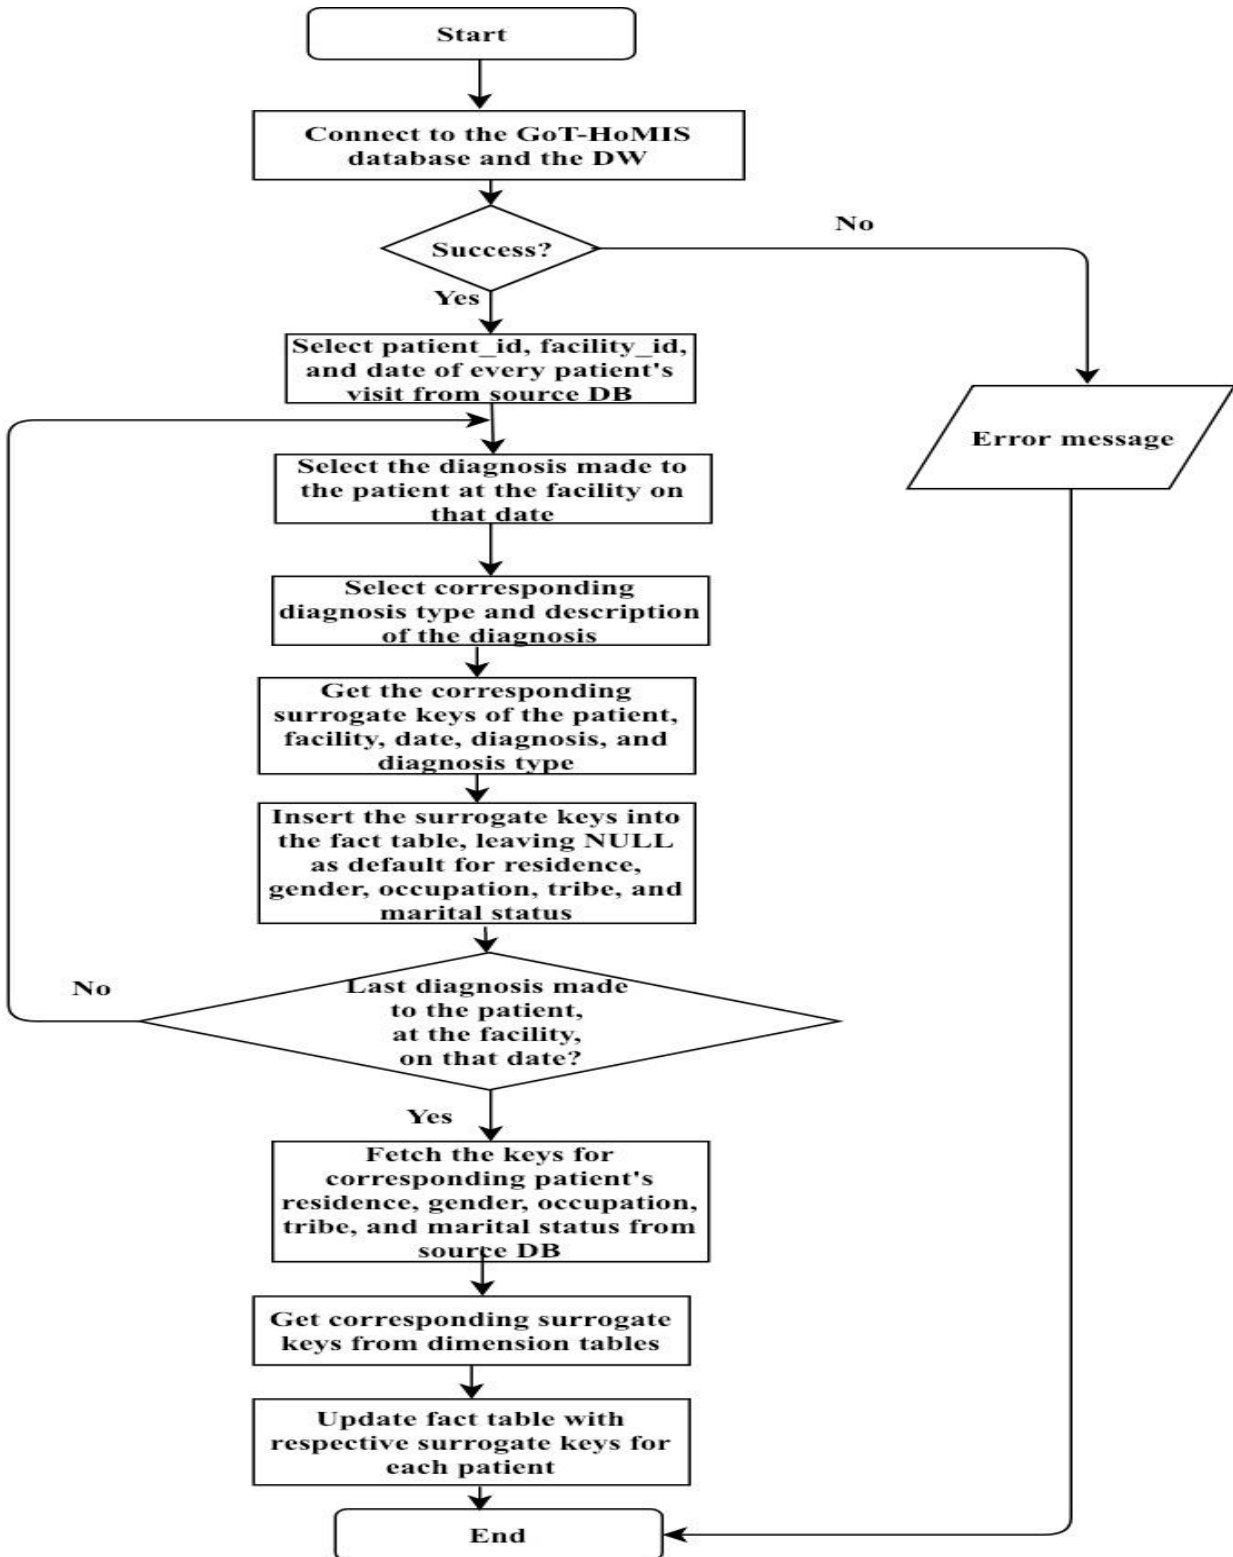 Start
Connect to the GoT-HoMIS
database and the DW
No
Success?
Yes
Select patient_id, facility_id,
and date of every patient's
visit from source DB
Error message
Select the diagnosis made to
the patient at the facility on
that date
Select corresponding
diagnosis type and description
of the diagnosis
Get the corresponding
surrogate keys of the patient,
facility, date, diagnosis, and
diagnosis type
Insert the surrogate keys into
the fact table, leaving NULL
as default for residence,
gender, occupation, tribe, and
marital status
No
Last diagnosis made
to the patient,
at the facility,
on that date?
Yes
Fetch the keys for
corresponding patient's
residence, gender, occupation,
tribe, and marital status from
source DB
Get corresponding surrogate
keys from dimension tables
Update fact table with
respective surrogate keys for
each patient
End